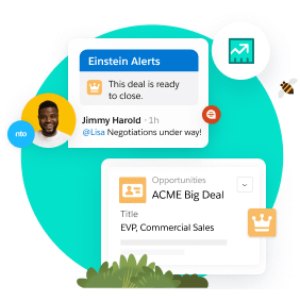 Einstein Alerts
This deal is ready
to close.
Jimmy Harold · 1h
@Lisa Negotiations under way!
nto
Opportunities
ACME Big Deal
Title
EVP, Commercial Sales